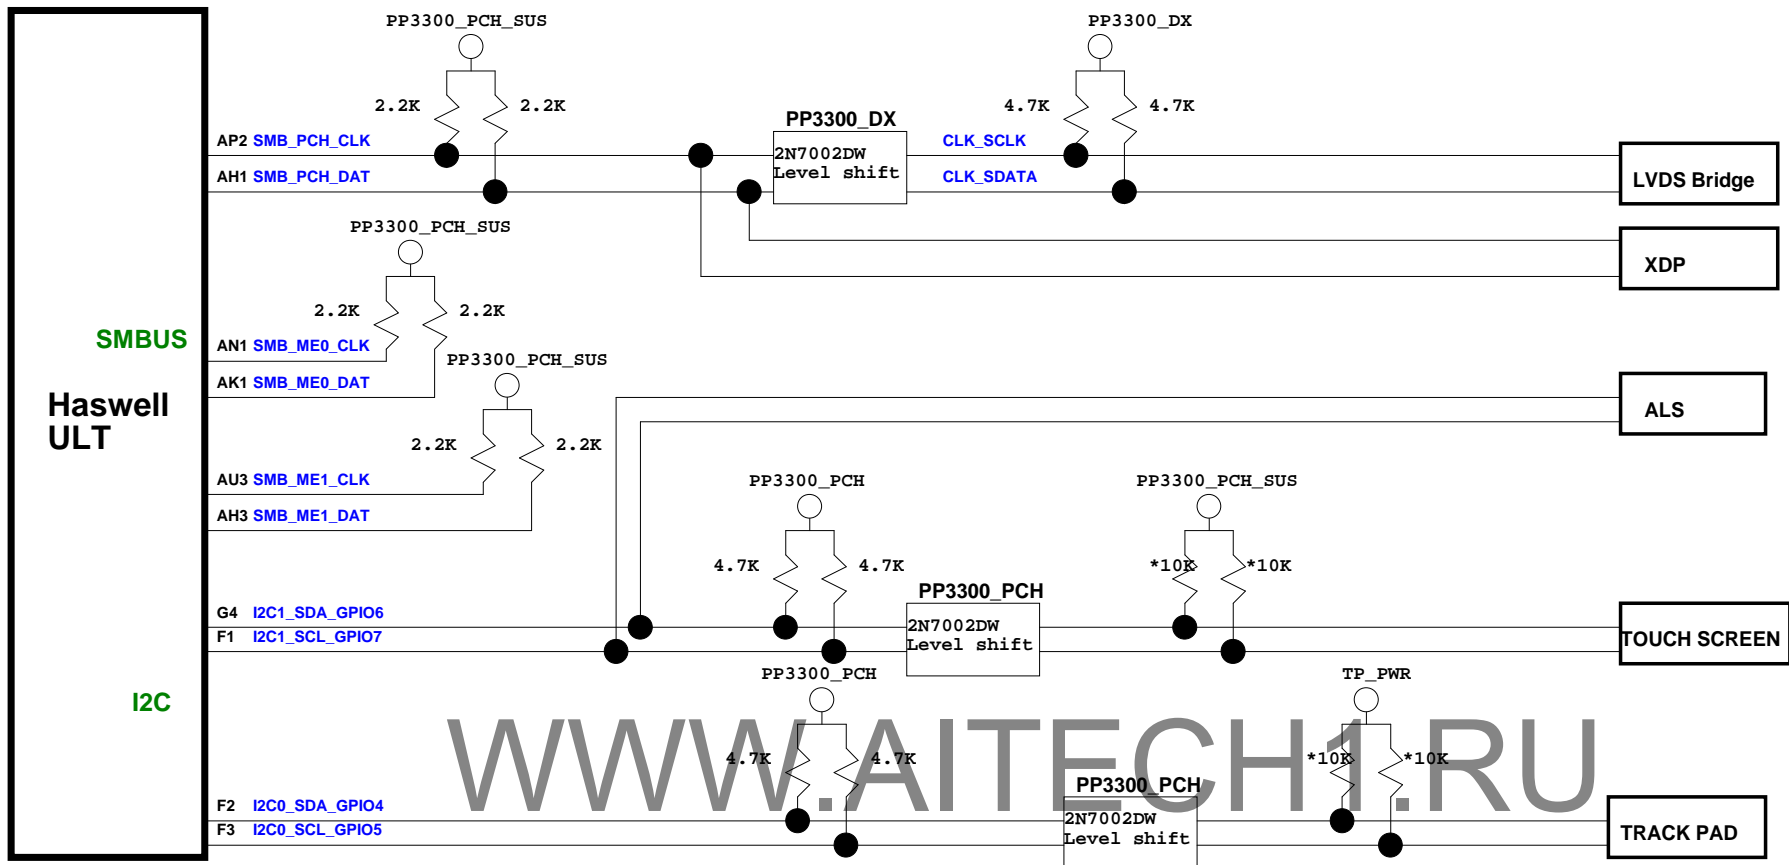 PP3300_PCH_SUS
PP3300_DX
2.2K
2.2K
4.7K
4.7K
PP3300_DX
AP2 SMB_PCH_CLK
2N7002DW
Level shift
CLK_SCLK
AH1 SMB_PCH_DAT
CLK_SDATA
LVDS Bridge
PP3300_PCH_SUS
XDP
2.2K
2.2K
SMBUS
AN1 SMB_ME0_CLK
PP3300_PCH_SUS
AK1 SMB_ME0_DAT
Haswell
ULT
ALS
2.2K
2.2K
AU3 SMB_ME1_CLK
PP3300_PCH
PP3300_PCH_SUS
AH3 SMB_ME1_DAT
4.7K
4.7K
*10K
*10K
PP3300_PCH
G4 I2C1_SDA_GPIO6
2N7002DW
Level shift
F1 I2C1_SCL_GPIO7
TOUCH SCREEN
PP3300_PCH
TP_PWR
I2C
WWW.AITECH1.RU
4.7K
4.7K
*10K
*10K
PP3300_PCH
F2 I2C0_SDA_GPIO4
2N7002DW
Level shift
F3 I2C0_SCL_GPIO5
TRACK PAD